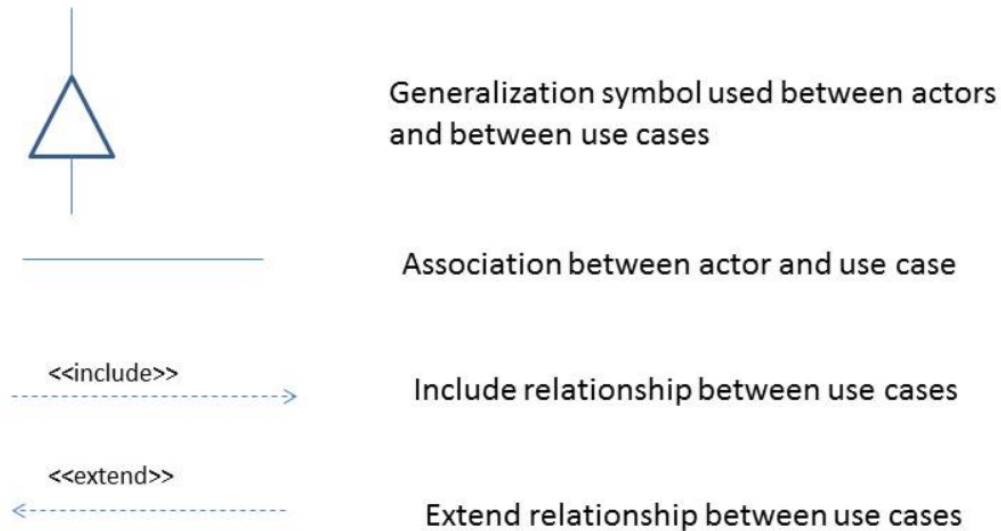 Generalization symbol used between actors
and between use cases
Association between actor and use case
<<include>>
Include relationship between use cases
<<extend>>
Extend relationship between use cases